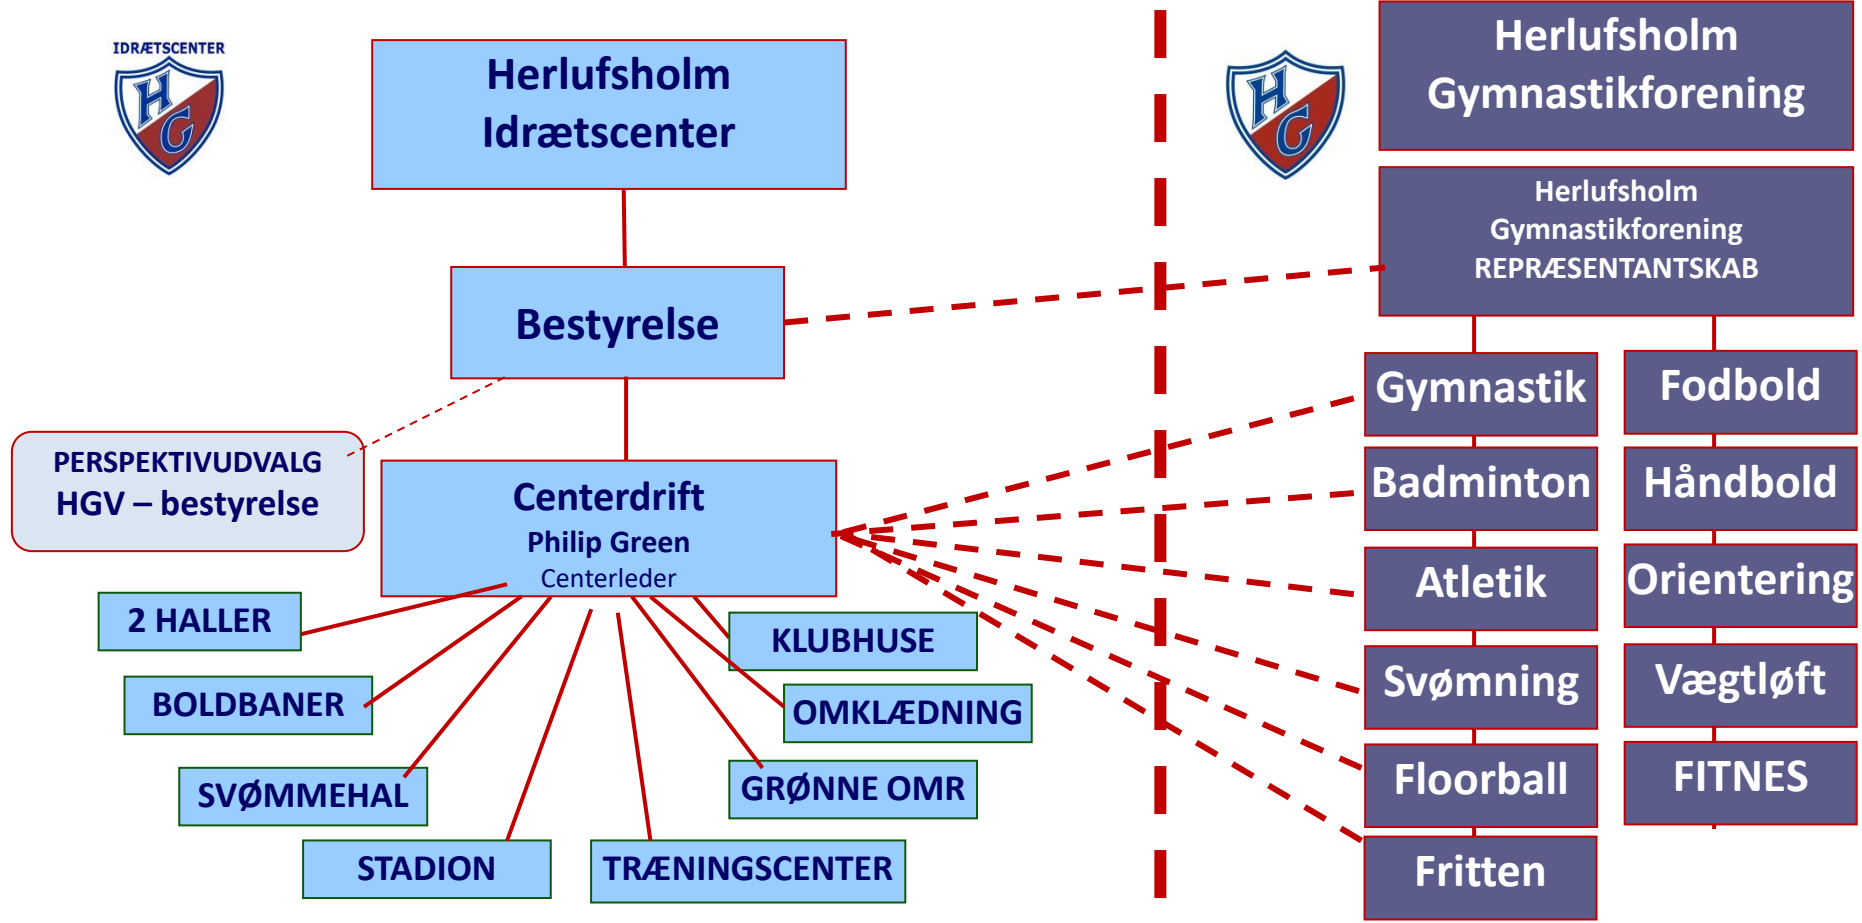 IDRÆTSCENTER
HG
Herlufsholm
Idrætscenter
Bestyrelse
PERSPEKTIVUDVALG
HGV – bestyrelse
Centerdrift
Philip Green
Centerleder
2 HALLER
BOLDBANER
SVØMMEHAL
STADION
TRÆNINGSCENTER
GRØNNE OMR
OMKLÆDNING
KLUBHUSE
HG
Herlufsholm
Gymnastikforening
Herlufsholm
Gymnastikforening
REPRÆSENTANTSKAB
Gymnastik
Badminton
Atletik
Svømning
Floorball
Fritten
Fodbold
Håndbold
Orientering
Vægtløft
FITNES